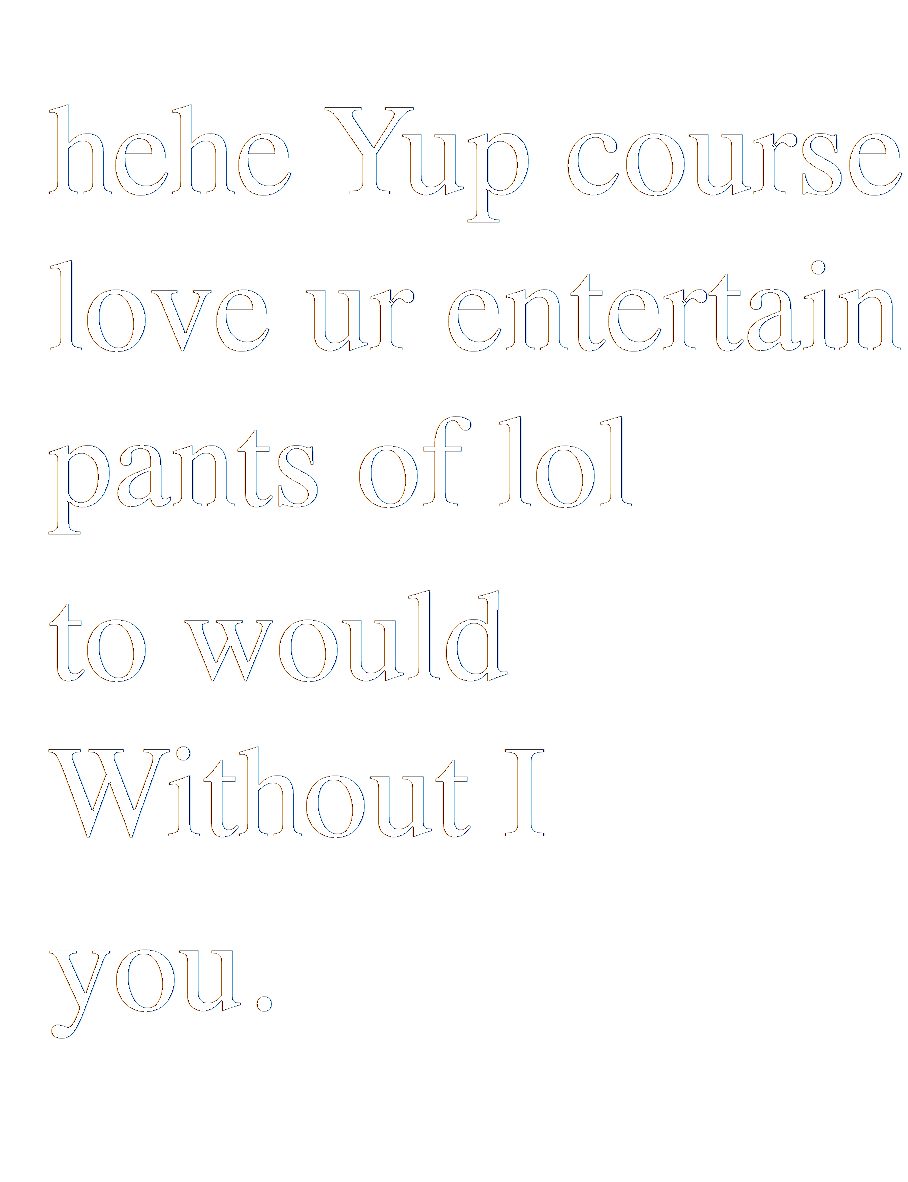 hehe Yup course
love ur entertain
pants of lol
to would
Without I
you.